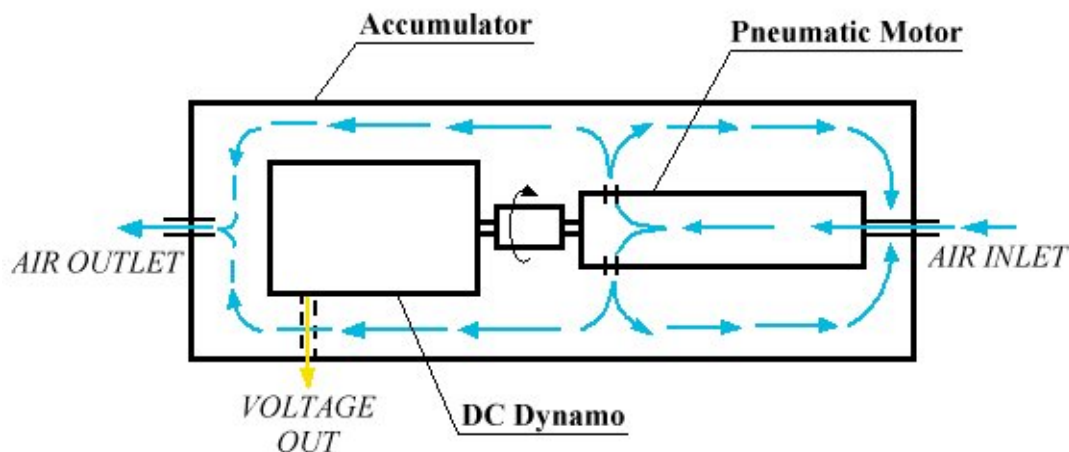 Accumulator
Pneumatic Motor
AIR OUTLET
AIR INLET
VOLTAGE
OUT
DC Dynamo